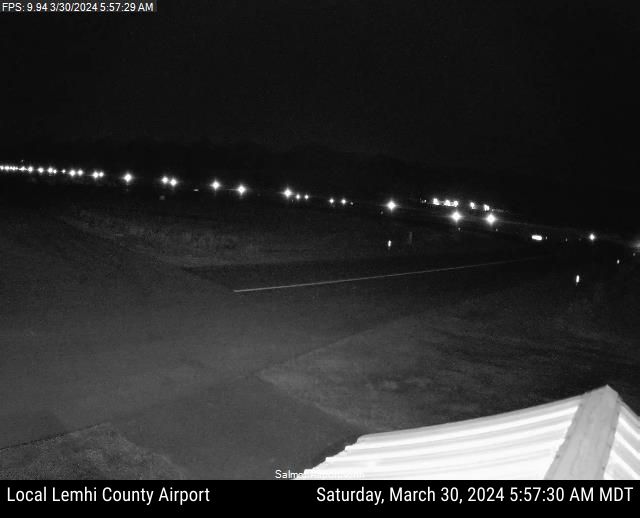 FPS: 9.94 3/30/2024 5:57:29 AM
Local Lemhi County Airport
Saturday, March 30, 2024 5:57:30 AM MDT